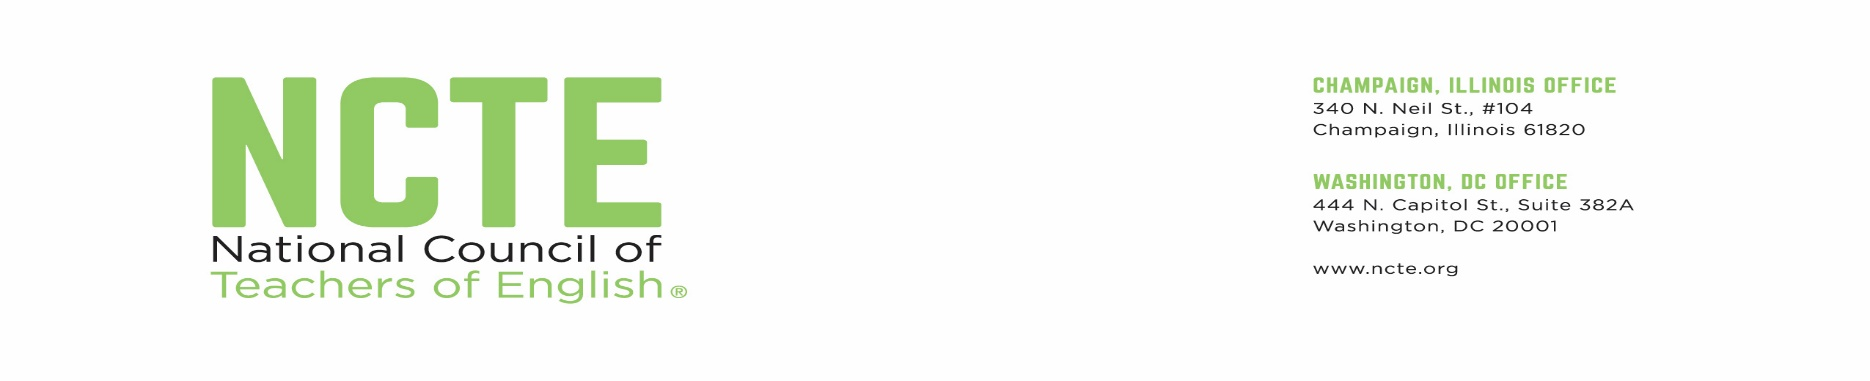 NCTE
National Council of
Teachers of English®
CHAMPAIGN, ILLINOIS OFFICE
340 N. Neil St., #104
Champaign, Illinois 61820
WASHINGTON, DC OFFICE
444 N. Capitol St., Suite 382A
Washington, DC 20001
www.ncte.org